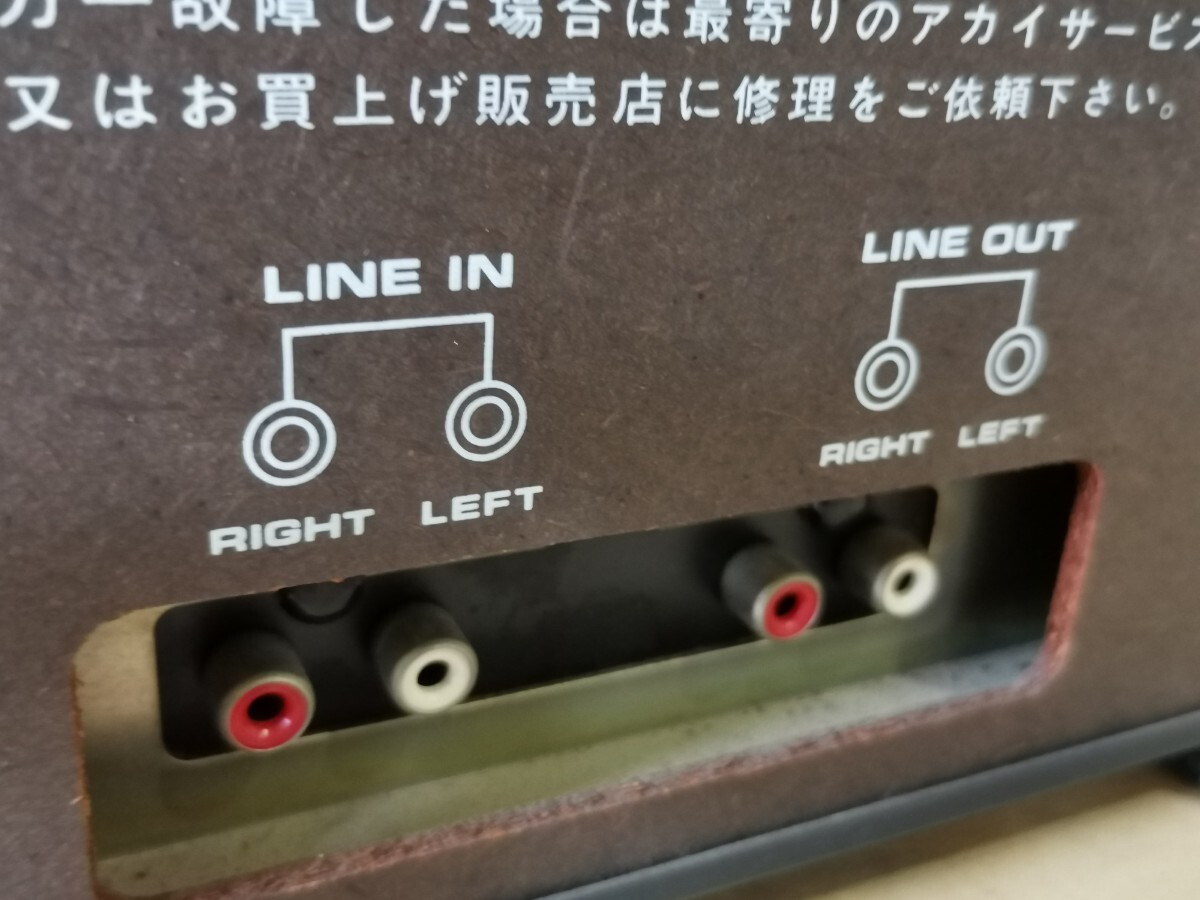 カー故障した場合は最寄りのアカイサービス
又はお買上げ販売店に修理をご依頼下さい。
LINE IN
LINE OUT
RIGHT LEFT
RIGHT LEFT